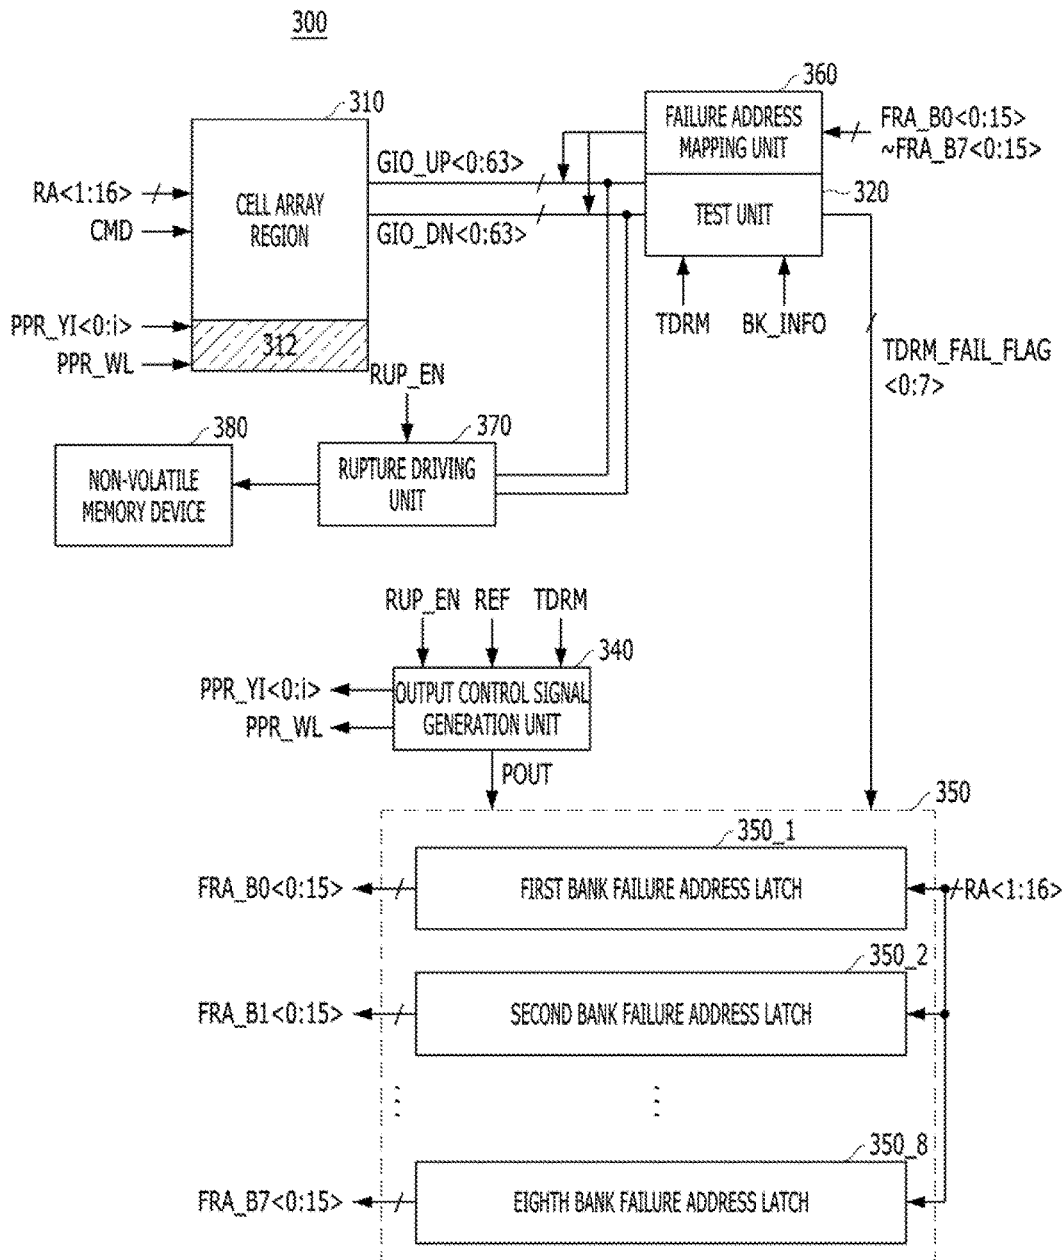 300
310
CELL ARRAY
REGION
RA<1:16>
CMD
PPR_YI<0:i>
PPR_WL
312
GIO_UP<0:63>
GIO_DN<0:63>
360
FAILURE ADDRESS
MAPPING UNIT
FRA_B0<0:15>
~FRA_B7<0:15>
320
TEST UNIT
TDRM
BK_INFO
TDRM_FAIL_FLAG
<0:7>
RUP_EN
370
RUPTURE DRIVING
UNIT
380
NON-VOLATILE
MEMORY DEVICE
RUP_EN REF TDRM
340
OUTPUT CONTROL SIGNAL
GENERATION UNIT
PPR_YI<0:i>
PPR_WL
POUT
350
350_1
FRA_B0<0:15>
FIRST BANK FAILURE ADDRESS LATCH
RA<1:16>
350_2
FRA_B1<0:15>
SECOND BANK FAILURE ADDRESS LATCH
350_8
FRA_B7<0:15>
EIGHTH BANK FAILURE ADDRESS LATCH